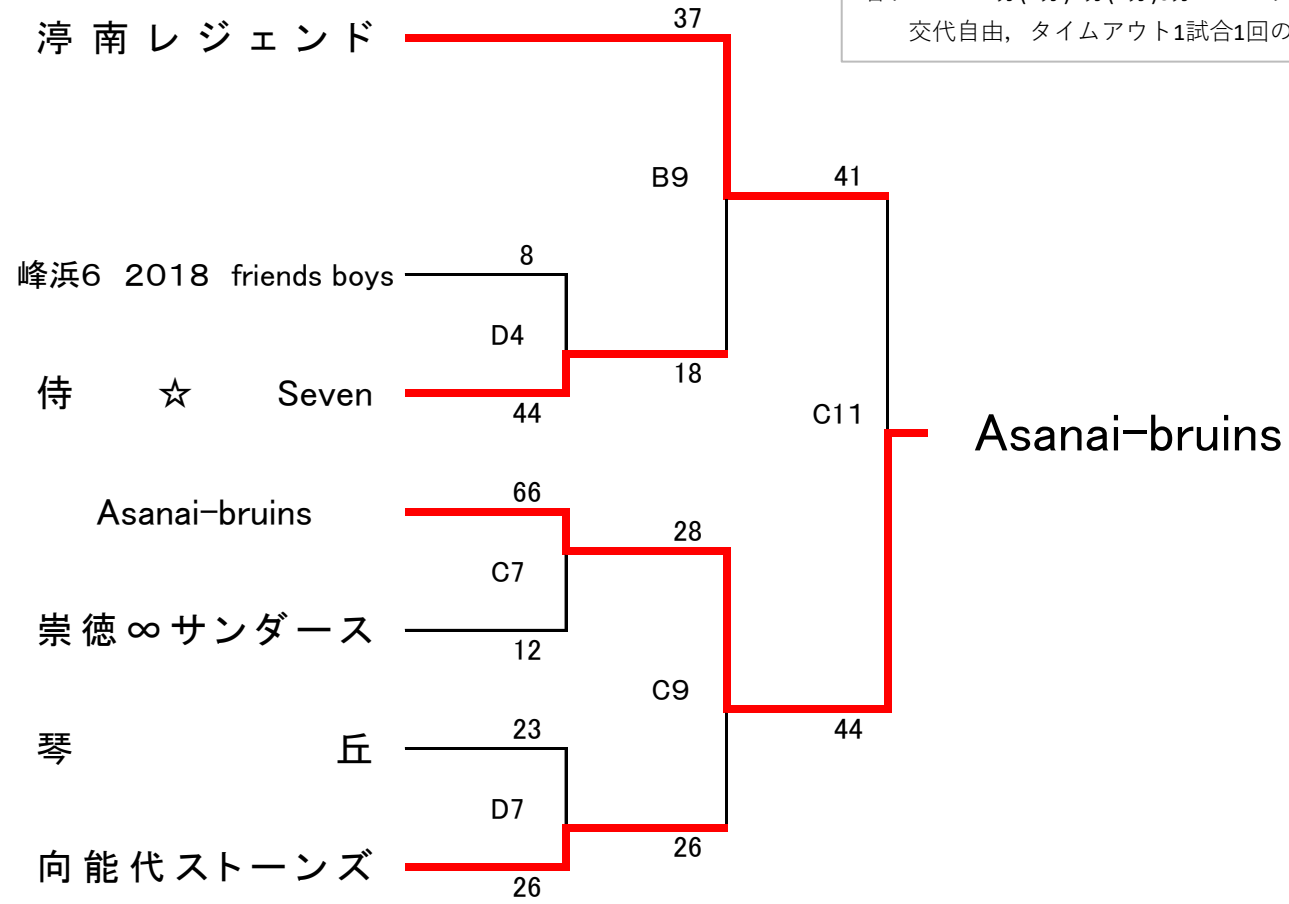 37
渟南レジェンド
交代自由，タイムアウト1試合1回の
B9
41
8
峰浜6　2018　friends boys
D4
18
侍　☆　Seven
44
C11
Asanai-bruins
66
Asanai-bruins
28
C7
崇徳∞サンダース
12
C9
23
44
琴　丘
D7
26
向能代ストーンズ
26